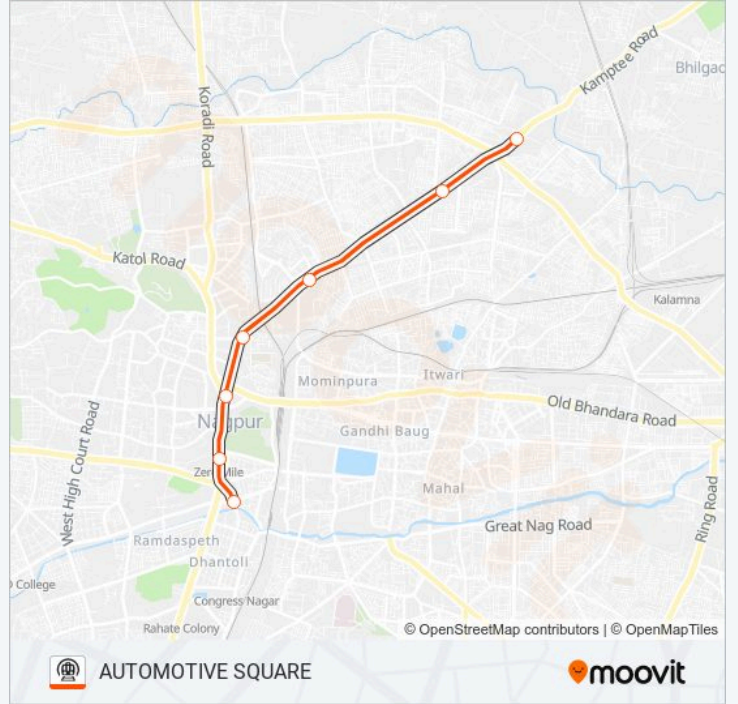 Kamptee Road
Bhilgao
Koradi Road
Katol Road
Kalamna
Mominpura
Itwari
Old Bhandara Road
Nagpur
Gandhi Baug
West High Court Road
Zero Mile
Mahal
Ring Road
Great Nag Road
Ramdaspeth
Dhantoli
College
Congress Nagar
Rahate Colony
© OpenStreetMap contributors | © OpenMapTiles
AUTOMOTIVE SQUARE
moovit